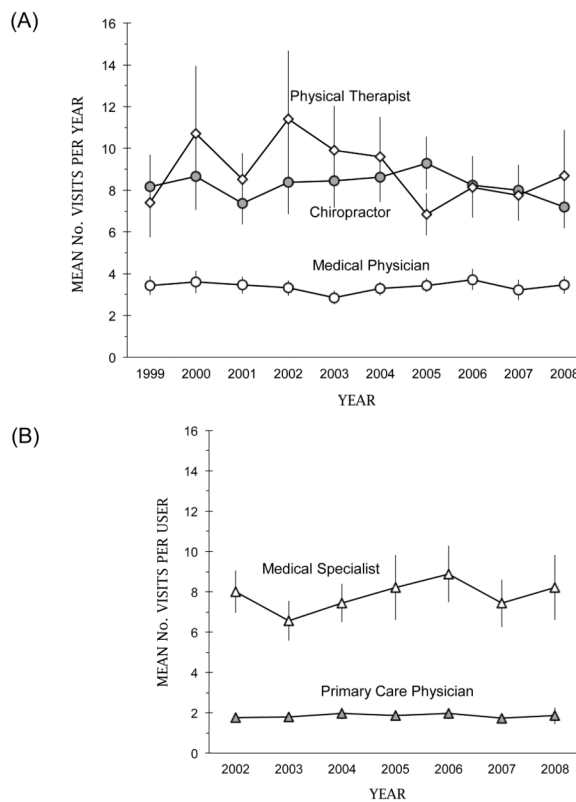 (A)
16
14
12
10
8
6
4
2
0
MEAN No. VISITS PER YEAR
Physical Therapist
Chiropractor
Medical Physician
1999 2000 2001 2002 2003 2004 2005 2006 2007 2008
YEAR
(B)
16
14
12
10
8
6
4
2
0
MEAN No. VISITS PER USER
Medical Specialist
Primary Care Physician
2002 2003 2004 2005 2006 2007 2008
YEAR